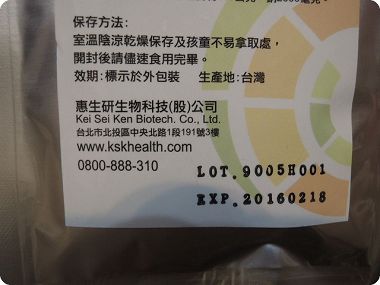 保存方法:
室溫陰涼乾燥保存及孩童不易拿取處,
開封後請儘速食用完畢。
效期:標示於外包裝 生產地:台灣
惠生研生物科技(股)公司
Kei Sei Ken Biotech. Co., Ltd.
台北市北投區中央北路1段191號3樓
www.kskhealth.com
0800-888-310
LOT. 9005H001
EXP. 20160218